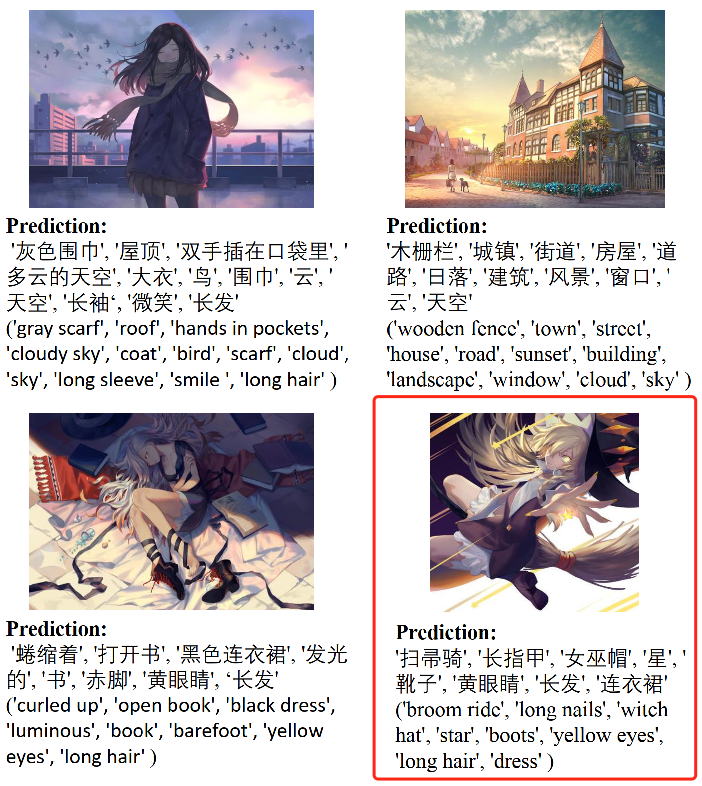 Prediction:
'灰色围巾', '屋顶', '双手插在口袋里', '
多云的天空', '大衣', '鸟', '围巾', '云', '
天空', '长袖‘, '微笑', '长发'
('gray scarf', 'roof', 'hands in pockets',
'cloudy sky', 'coat', 'bird', 'scarf', 'cloud',
'sky', 'long sleeve', 'smile ', 'long hair' )
Prediction:
'木栅栏', '城镇', '街道', '房屋', '道
路', '日落', '建筑', '风景', '窗口', '
云', '天空'
('wooden fence', 'town', 'street',
'house', 'road', 'sunset', 'building',
'landscape', 'window', 'cloud', 'sky' )
Prediction:
'蜷缩着', '打开书', '黑色连衣裙', '发光
的', '书', '赤脚', '黄眼睛', ‘长发'
('curled up', 'open book', 'black dress',
'luminous', 'book', 'barefoot', 'yellow
eyes', 'long hair' )
Prediction:
'扫帚骑', '长指甲', '女巫帽', '星', '
靴子', '黄眼睛', '长发', '连衣裙'
('broom ride', 'long nails', 'witch
hat', 'star', 'boots', 'yellow eyes',
'long hair', 'dress' )